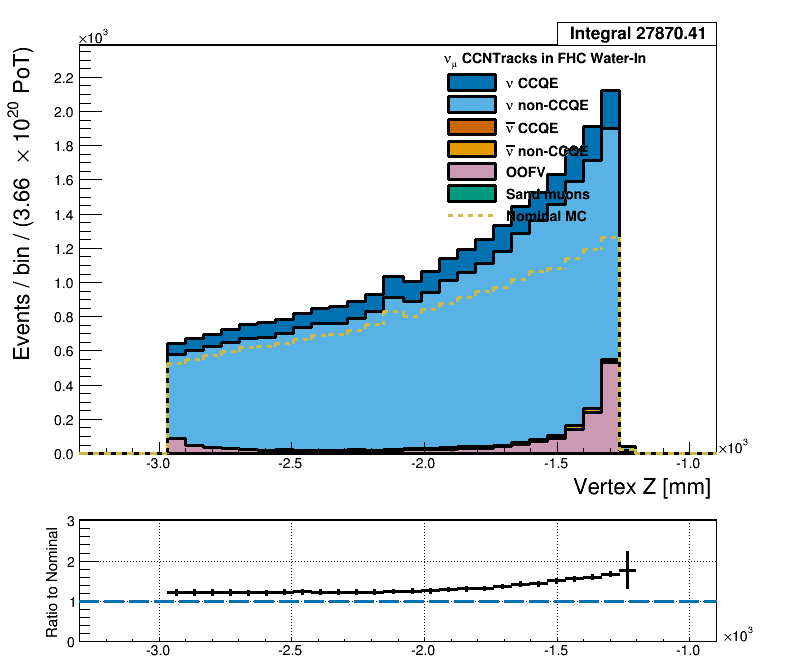 Integral 27870.41
×10³
ν_μ CCNTracks in FHC Water-In
ν CCQE
ν non-CCQE
ν̅ CCQE
ν̅ non-CCQE
OOFV
Sand muons
Nominal MC
Events / bin / (3.66 × 10²⁰ PoT)
2.2
2.0
1.8
1.6
1.4
1.2
1.0
0.8
0.6
0.4
0.2
0.0
-3.0 -2.5 -2.0 -1.5 -1.0
×10³
Vertex Z [mm]
Ratio to Nominal
3
2
1
0
-3.0 -2.5 -2.0 -1.5 -1.0
×10³